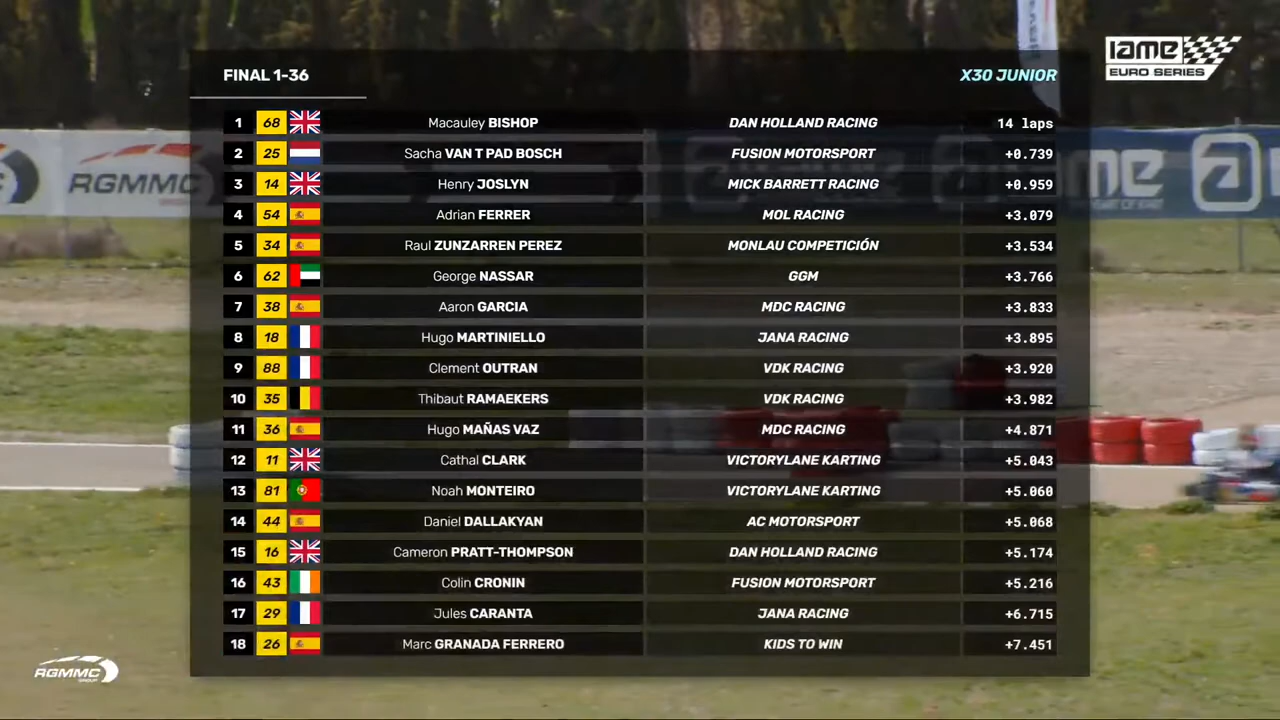 iame
EURO SERIES
FINAL 1-36 X30 JUNIOR
1 68 Macauley BISHOP DAN HOLLAND RACING 14 laps
2 25 Sacha VAN T PAD BOSCH FUSION MOTORSPORT +0.739
3 14 Henry JOSLYN MICK BARRETT RACING +0.959
4 54 Adrian FERRER MOL RACING +3.079
5 34 Raul ZUNZARREN PEREZ MONLAU COMPETICIÓN +3.534
6 62 George NASSAR GGM +3.766
7 38 Aaron GARCIA MDC RACING +3.833
8 18 Hugo MARTINIELLO JANA RACING +3.895
9 88 Clement OUTRAN VDK RACING +3.920
10 35 Thibaut RAMAEKERS VDK RACING +3.982
11 36 Hugo MAÑAS VAZ MDC RACING +4.871
12 11 Cathal CLARK VICTORYLANE KARTING +5.043
13 81 Noah MONTEIRO VICTORYLANE KARTING +5.060
14 44 Daniel DALLAKYAN AC MOTORSPORT +5.068
15 16 Cameron PRATT-THOMPSON DAN HOLLAND RACING +5.174
16 43 Colin CRONIN FUSION MOTORSPORT +5.216
17 29 Jules CARANTA JANA RACING +6.715
18 26 Marc GRANADA FERRERO KIDS TO WIN +7.451
RGMMC
RGMMC
GROUP